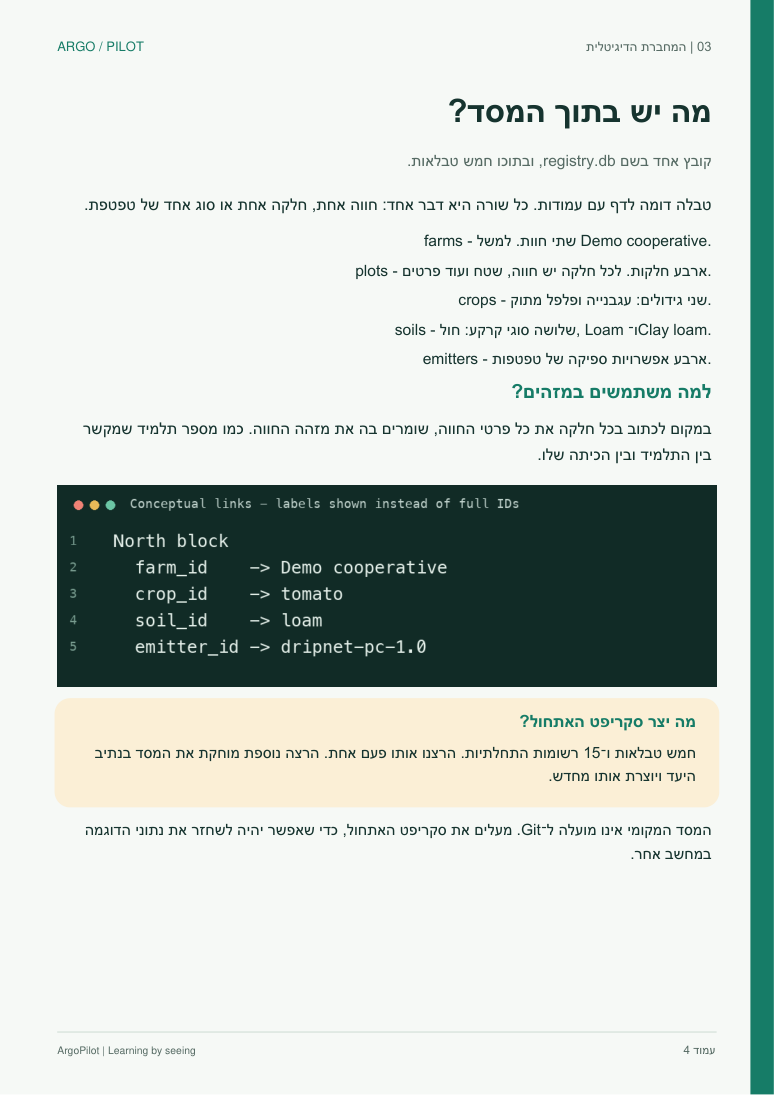 03 | המחברת הדיגיטלית
ARGO / PILOT
מה יש בתוך המסד?
קובץ אחד בשם registry.db, ובתוכו חמש טבלאות.
טבלה דומה לדף עם עמודות. כל שורה היא דבר אחד: חווה אחת, חלקה אחת או סוג אחד של טפטפת.
farms - שתי חוות. למשל Demo cooperative.
plots - ארבע חלקות. לכל חלקה יש חווה, שטח ועוד פרטים.
crops - שני גידולים: עגבנייה ופלפל מתוק.
soils - שלושה סוגי קרקע: חול, Loam ו־Clay loam.
emitters - ארבע אפשרויות ספיקה של טפטפות.
למה משתמשים במזהים?
במקום לכתוב בכל חלקה את כל פרטי החווה, שומרים בה את מזהה החווה. כמו מספר תלמיד שמקשר
בין התלמיד ובין הכיתה שלו.
Conceptual links — labels shown instead of full IDs
1 North block
2 farm_id -> Demo cooperative
3 crop_id -> tomato
4 soil_id -> loam
5 emitter_id -> dripnet-pc-1.0
מה יצר סקריפט האתחול?
חמש טבלאות ו־15 רשומות התחלתיות. הרצנו אותו פעם אחת. הרצה נוספת מוחקת את המסד בנתיב
היעד ויוצרת אותו מחדש.
המסד המקומי אינו מועלה ל־Git. מעלים את סקריפט האתחול, כדי שאפשר יהיה לשחזר את נתוני הדוגמה
במחשב אחר.
עמוד 4
ArgoPilot | Learning by seeing